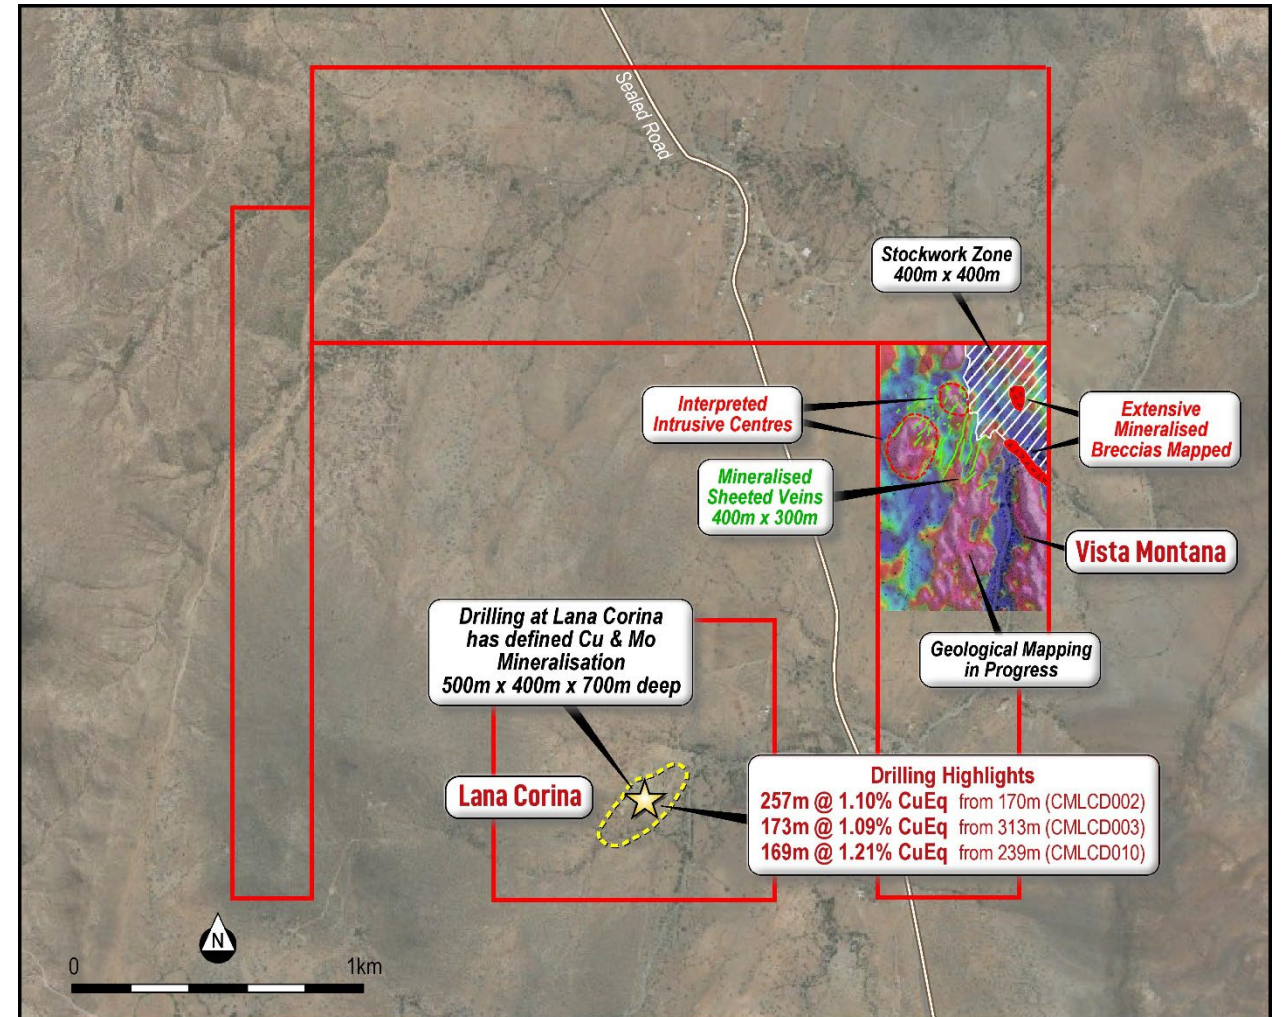 Sealed Road
Stockwork Zone
400m x 400m
Interpreted
Intrusive Centres
Extensive
Mineralised
Breccias Mapped
Mineralised
Sheeted Veins
400m x 300m
Vista Montana
Drilling at Lana Corina
has defined Cu & Mo
Mineralisation
500m x 400m x 700m deep
Geological Mapping
in Progress
Lana Corina
Drilling Highlights
257m @ 1.10% CuEq from 170m (CMLCD002)
173m @ 1.09% CuEq from 313m (CMLCD003)
169m @ 1.21% CuEq from 239m (CMLCD010)
N
0 1km